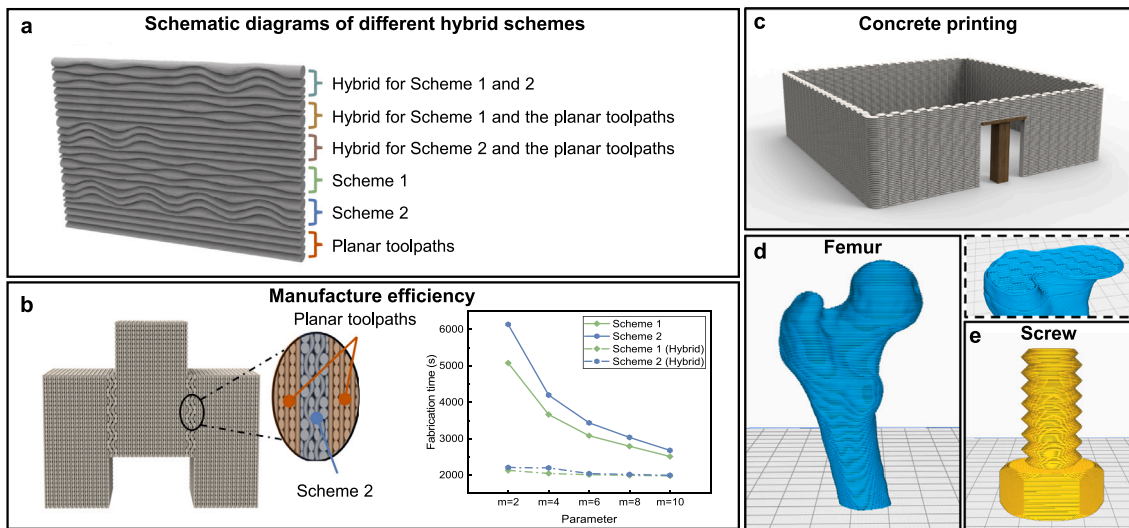 a
Schematic diagrams of different hybrid schemes
Hybrid for Scheme 1 and 2
Hybrid for Scheme 1 and the planar toolpaths
Hybrid for Scheme 2 and the planar toolpaths
Scheme 1
Scheme 2
Planar toolpaths
b
Manufacture efficiency
Planar toolpaths
Scheme 2
Fabrication time (s)
6000
5000
4000
3000
2000
Scheme 1
Scheme 2
Scheme 1 (Hybrid)
Scheme 2 (Hybrid)
m=2 m=4 m=6 m=8 m=10
Parameter
c
Concrete printing
d
Femur
e
Screw